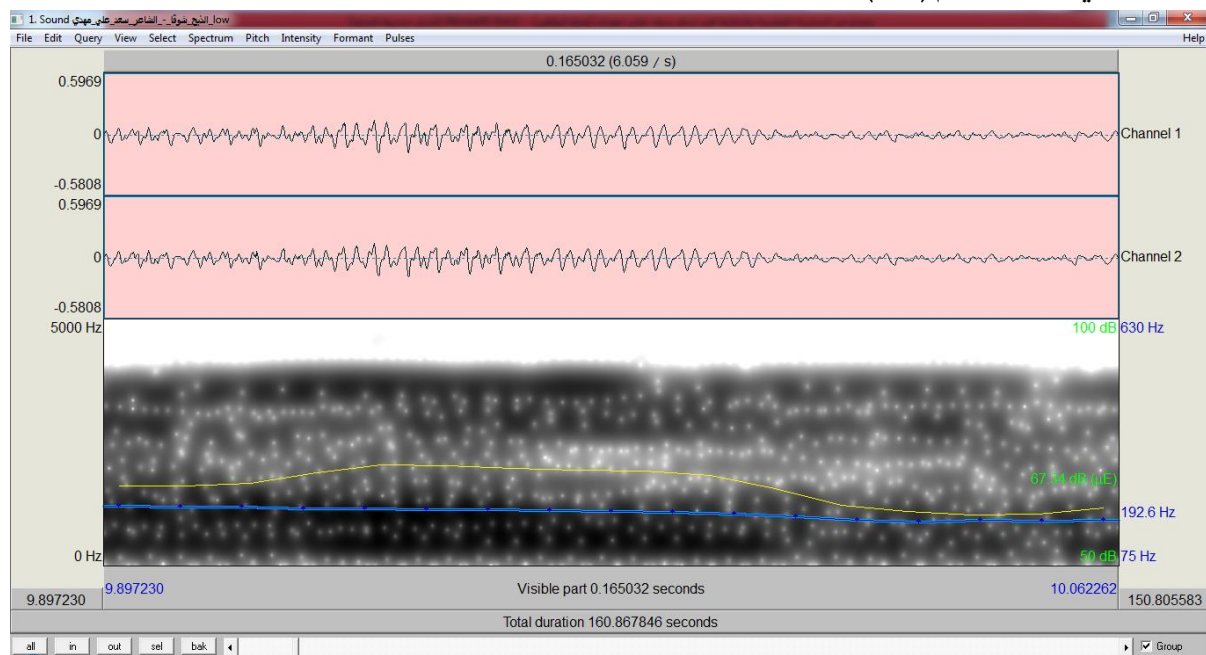 1. Sound الذبح_شوقًا_-_الشاعر_سعد_علي_مهدي_low
File Edit Query View Select Spectrum Pitch Intensity Formant Pulses Help
0.165032 (6.059 / s)
0.5969
0
-0.5808
Channel 1
0.5969
0
-0.5808
Channel 2
5000 Hz
100 dB 630 Hz
67.34 dB (µE)
192.6 Hz
0 Hz
50 dB 75 Hz
9.897230 9.897230 Visible part 0.165032 seconds 10.062262 150.805583
Total duration 160.867846 seconds
all in out sel bak Group